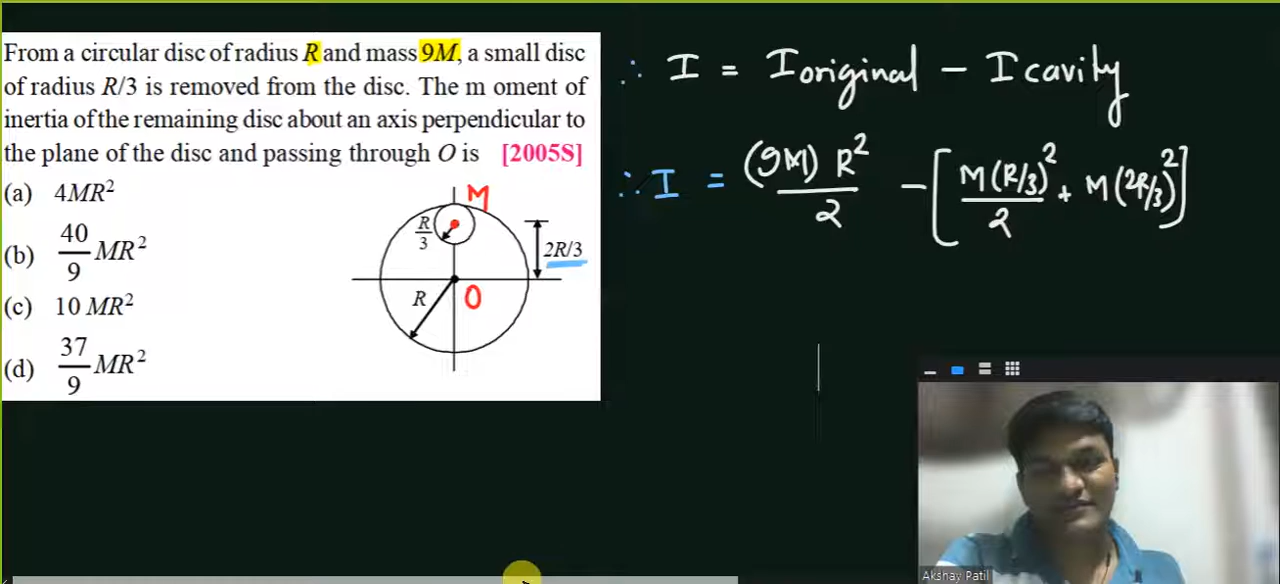 From a circular disc of radius R and mass 9M, a small disc
of radius R/3 is removed from the disc. The m oment of
inertia of the remaining disc about an axis perpendicular to
the plane of the disc and passing through O is [2005S]
(a) 4MR²
(b) 40/9 MR²
(c) 10 MR²
(d) 37/9 MR²
M
R/3
2R/3
R
O
∴ I = Ioriginal − Icavity
∴ I = (9M) R²/2 − [M(R/3)²/2 + M(2R/3)²]
Akshay Patil